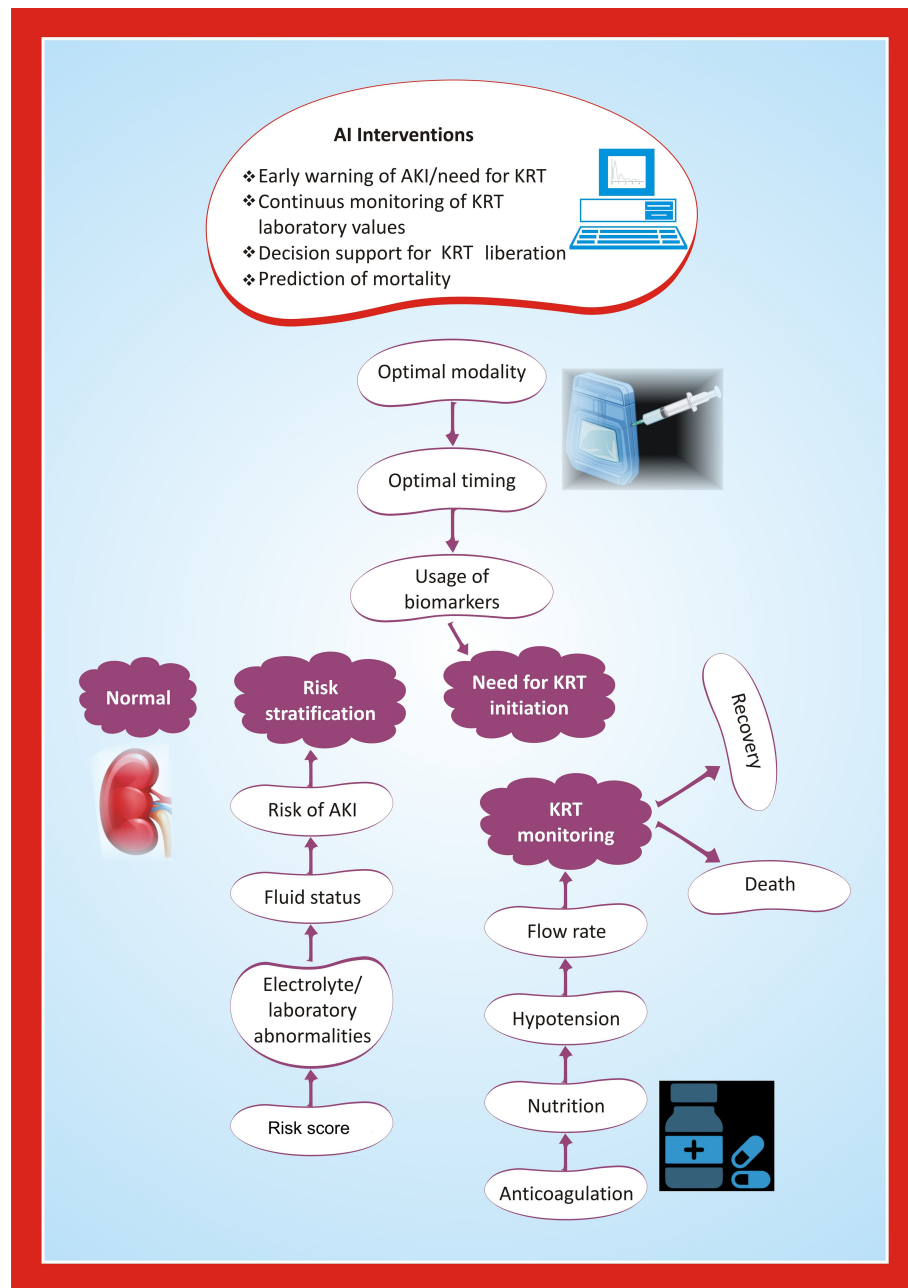 AI Interventions
❖Early warning of AKI/need for KRT
❖Continuus monitoring of KRT
laboratory values
❖Decision support for KRT liberation
❖Prediction of mortality
Optimal modality
Optimal timing
Usage of
biomarkers
Normal
Risk
stratification
Need for KRT
initiation
Recovery
Risk of AKI
KRT
monitoring
Fluid status
Death
Flow rate
Electrolyte/
laboratory
abnormalities
Hypotension
Nutrition
Risk score
Anticoagulation